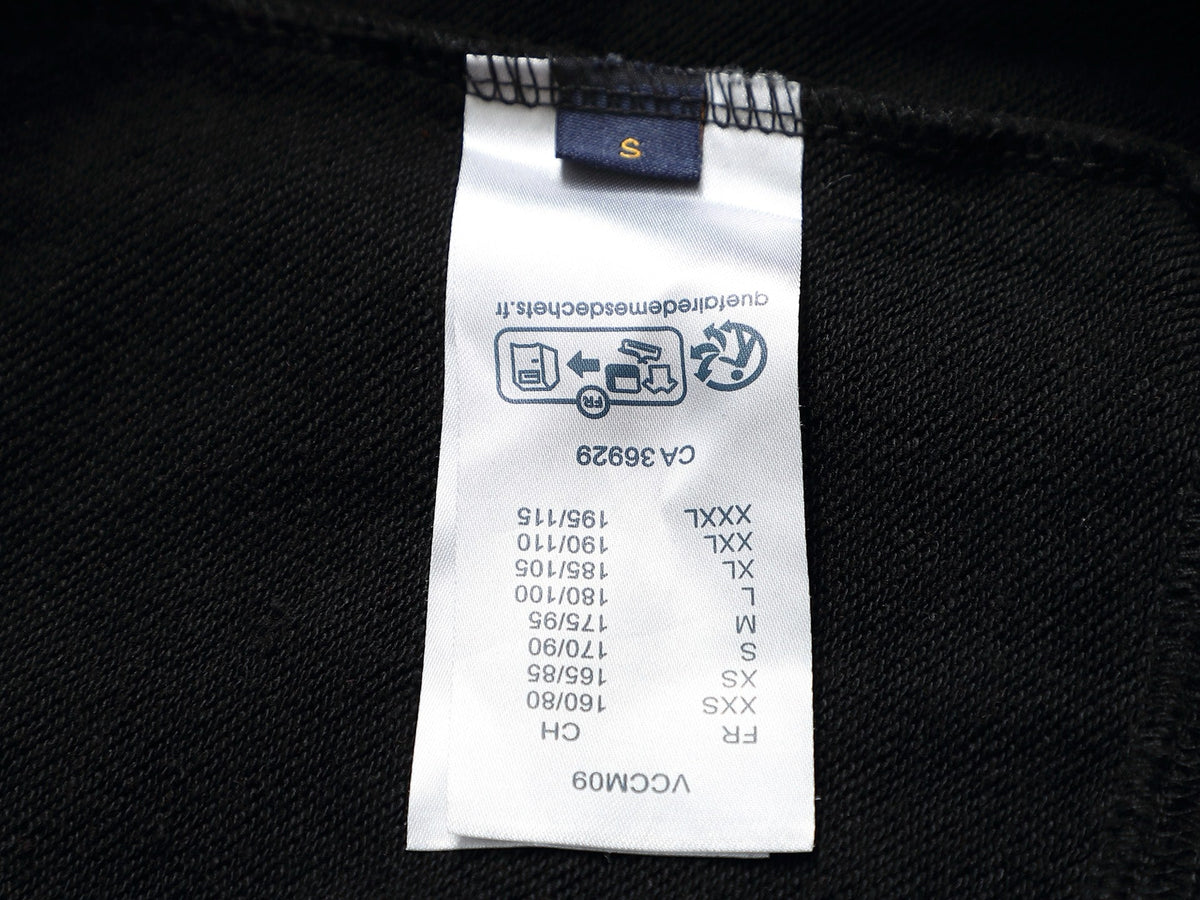 VCCM09
FR CH
XXS 160/80
XS 165/85
S 170/90
M 175/95
L 180/100
XL 185/105
XXL 190/110
XXXL 195/115
CA 36929
FR
quefairedemesdechets.fr
S